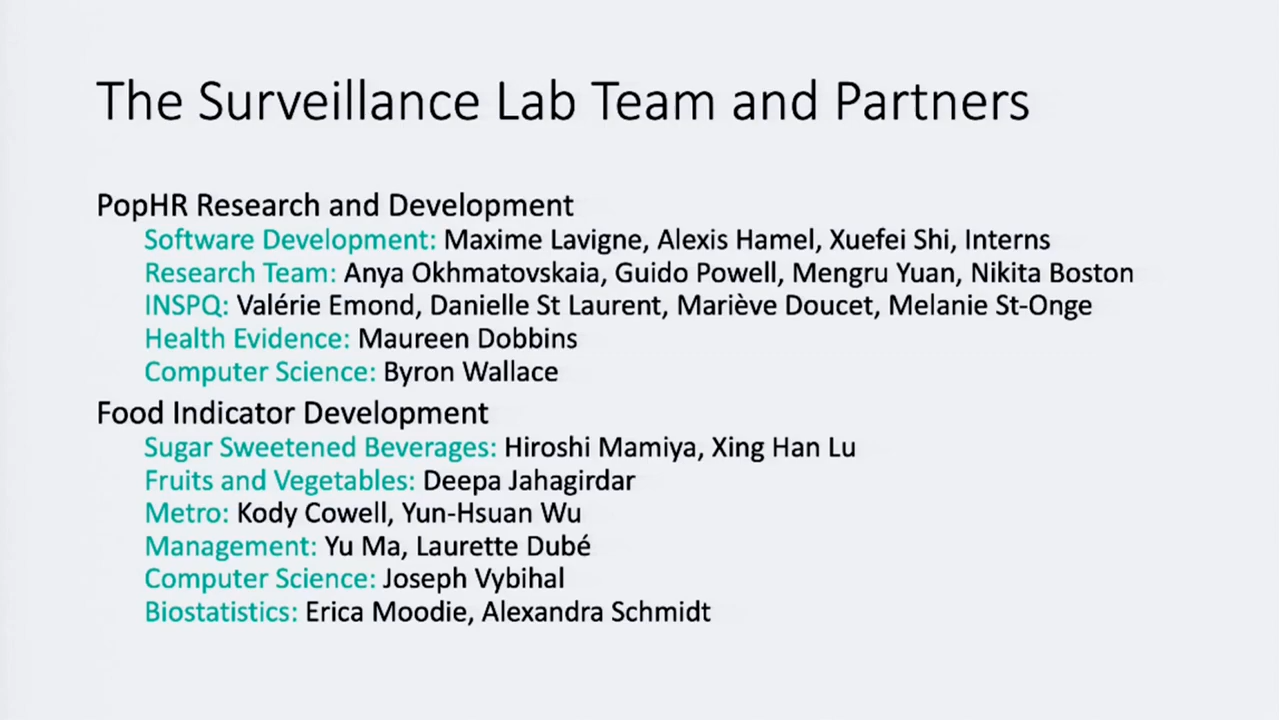 The Surveillance Lab Team and Partners
PopHR Research and Development
Software Development: Maxime Lavigne, Alexis Hamel, Xuefei Shi, Interns
Research Team: Anya Okhmatovskaia, Guido Powell, Mengru Yuan, Nikita Boston
INSPQ: Valérie Emond, Danielle St Laurent, Mariève Doucet, Melanie St-Onge
Health Evidence: Maureen Dobbins
Computer Science: Byron Wallace
Food Indicator Development
Sugar Sweetened Beverages: Hiroshi Mamiya, Xing Han Lu
Fruits and Vegetables: Deepa Jahagirdar
Metro: Kody Cowell, Yun-Hsuan Wu
Management: Yu Ma, Laurette Dubé
Computer Science: Joseph Vybihal
Biostatistics: Erica Moodie, Alexandra Schmidt